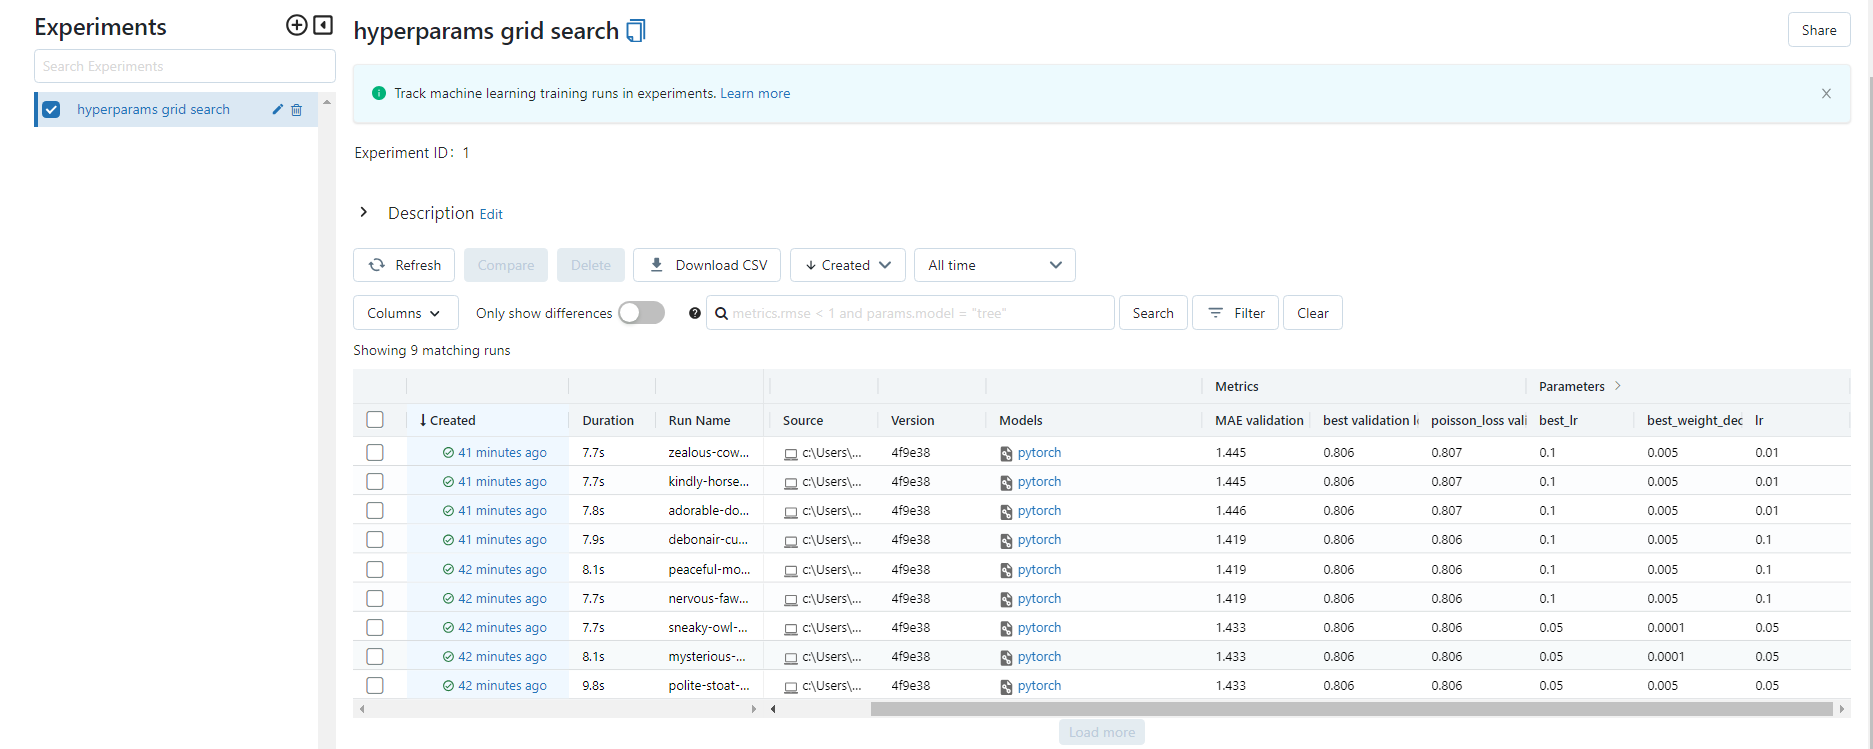 Experiments
Search Experiments
hyperparams grid search
hyperparams grid search
Share
Track machine learning training runs in experiments. Learn more
Experiment ID: 1
Description Edit
Refresh Compare Delete Download CSV Created All time
Columns Only show differences metrics.rmse < 1 and params.model = "tree" Search Filter Clear
Showing 9 matching runs
Metrics Parameters
Created Duration Run Name Source Version Models MAE validation best validation lo poisson_loss vali best_lr best_weight_dec lr
41 minutes ago 7.7s zealous-cow... c:\Users\... 4f9e38 pytorch 1.445 0.806 0.807 0.1 0.005 0.01
41 minutes ago 7.7s kindly-horse... c:\Users\... 4f9e38 pytorch 1.445 0.806 0.807 0.1 0.005 0.01
41 minutes ago 7.8s adorable-do... c:\Users\... 4f9e38 pytorch 1.446 0.806 0.807 0.1 0.005 0.01
41 minutes ago 7.9s debonair-cu... c:\Users\... 4f9e38 pytorch 1.419 0.806 0.806 0.1 0.005 0.1
42 minutes ago 8.1s peaceful-mo... c:\Users\... 4f9e38 pytorch 1.419 0.806 0.806 0.1 0.005 0.1
42 minutes ago 7.7s nervous-faw... c:\Users\... 4f9e38 pytorch 1.419 0.806 0.806 0.1 0.005 0.1
42 minutes ago 7.7s sneaky-owl-... c:\Users\... 4f9e38 pytorch 1.433 0.806 0.806 0.05 0.0001 0.05
42 minutes ago 8.1s mysterious-... c:\Users\... 4f9e38 pytorch 1.433 0.806 0.806 0.05 0.0001 0.05
42 minutes ago 9.8s polite-stoat-... c:\Users\... 4f9e38 pytorch 1.433 0.806 0.806 0.05 0.005 0.05
Load more